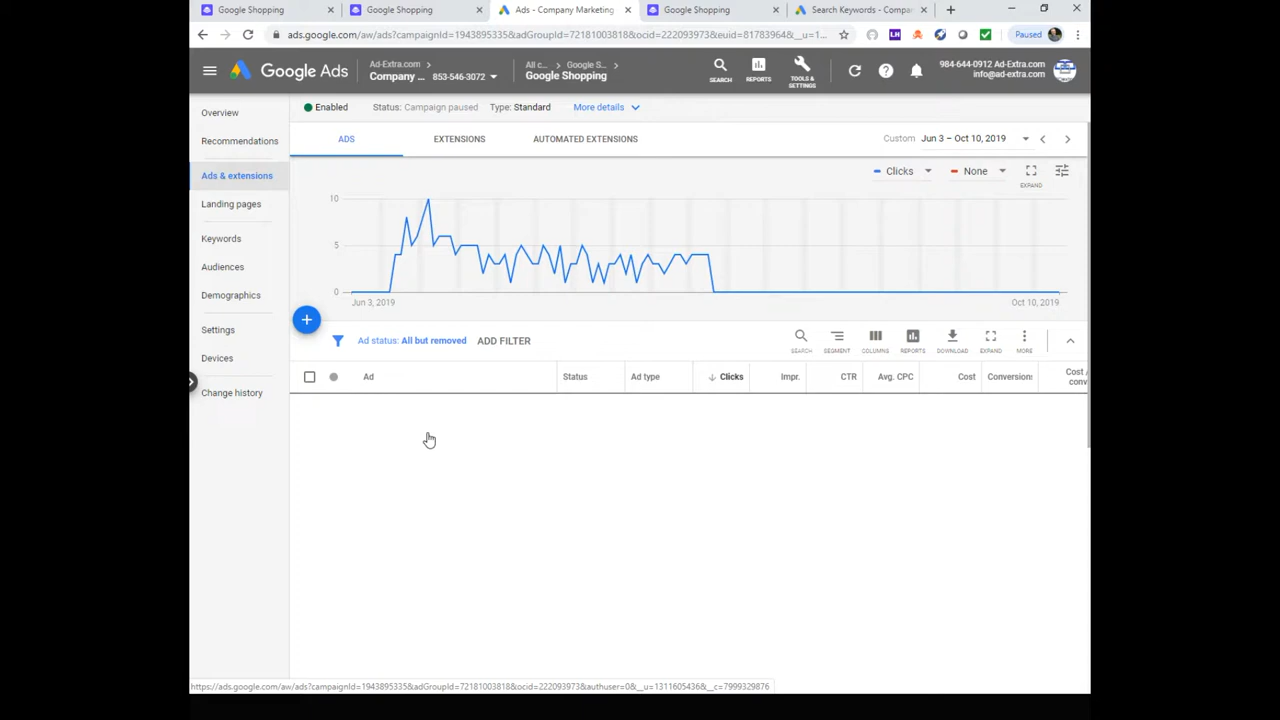 Google Shopping
Google Shopping
Ads - Company Marketing
Google Shopping
Search Keywords - Compa
ads.google.com/aw/ads?campaignId=1943895335&adGroupId=72181003818&ocid=222093973&euid=81783964&__u=1...
Paused
Google Ads
Ad-Extra.com
Company ... 853-546-3072
All c... Google S...
Google Shopping
SEARCH
REPORTS
TOOLS & SETTINGS
984-644-0912 Ad-Extra.com
info@ad-extra.com
Overview
Recommendations
Ads & extensions
Landing pages
Keywords
Audiences
Demographics
Settings
Devices
Change history
Enabled Status: Campaign paused Type: Standard More details
ADS EXTENSIONS AUTOMATED EXTENSIONS Custom Jun 3 – Oct 10, 2019
Clicks None
EXPAND
10
5
0
Jun 3, 2019 Oct 10, 2019
Ad status: All but removed ADD FILTER
SEARCH SEGMENT COLUMNS REPORTS DOWNLOAD EXPAND MORE
Ad Status Ad type Clicks Impr. CTR Avg. CPC Cost Conversions Cost / conv
https://ads.google.com/aw/ads?campaignId=1943895335&adGroupId=72181003818&ocid=222093973&authuser=0&__u=1311605436&__c=7999329876